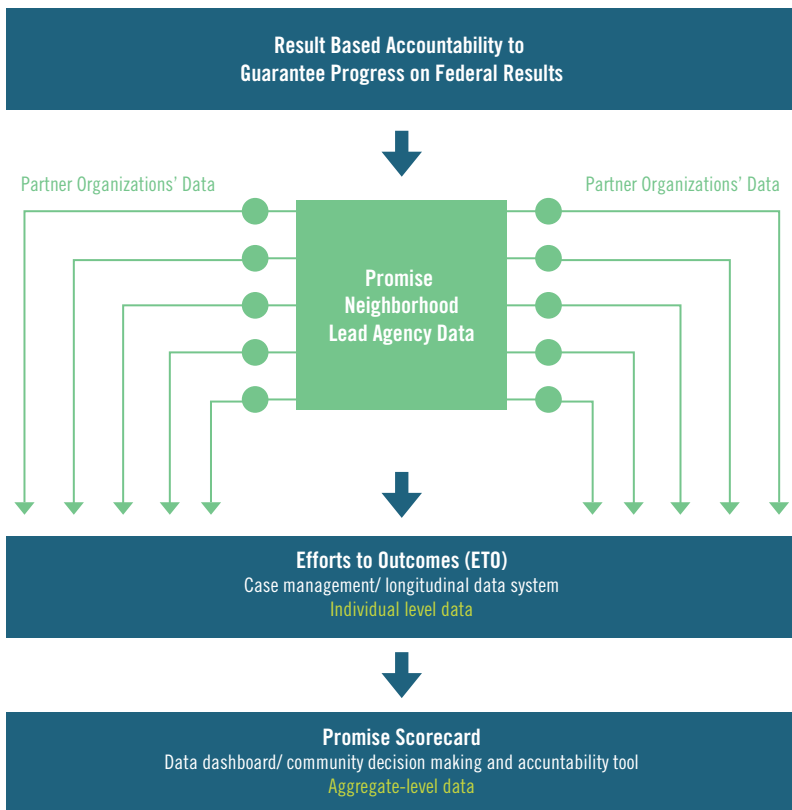 Result Based Accountability to
Guarantee Progress on Federal Results
Partner Organizations' Data
Partner Organizations' Data
Promise
Neighborhood
Lead Agency Data
Efforts to Outcomes (ETO)
Case management/ longitudinal data system
Individual level data
Promise Scorecard
Data dashboard/ community decision making and accuntability tool
Aggregate-level data